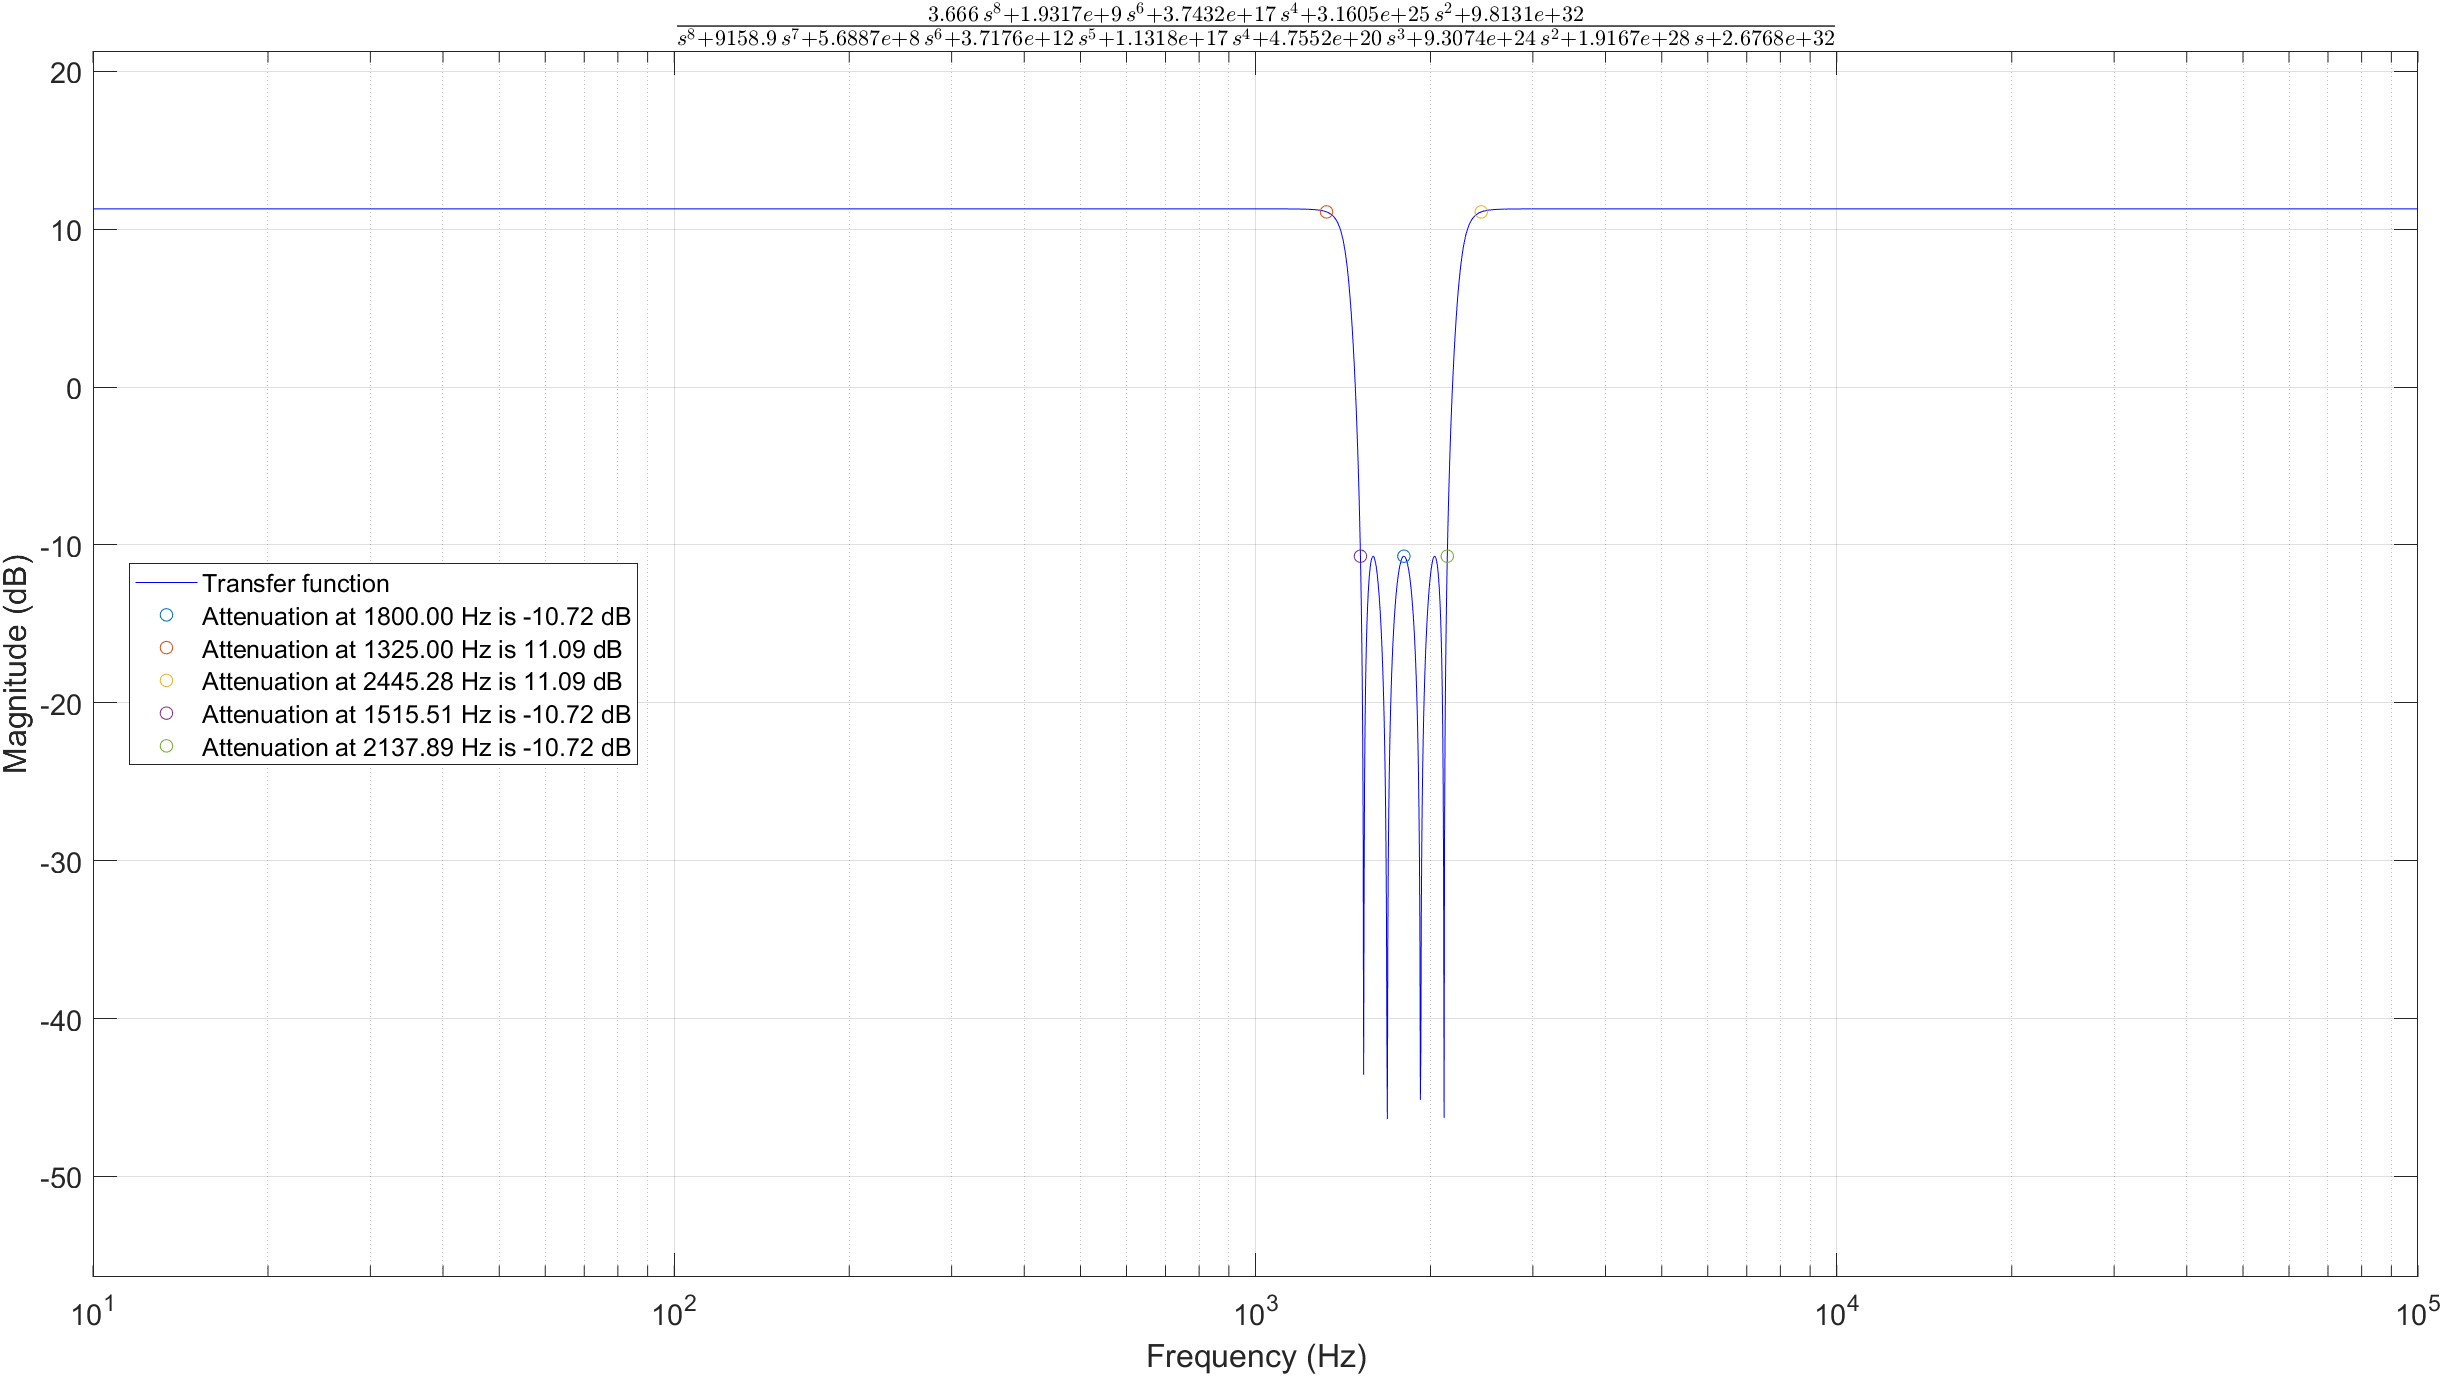 3.666 s^8+1.9317e+9 s^6+3.7432e+17 s^4+3.1605e+25 s^2+9.8131e+32
s^8+9158.9 s^7+5.6887e+8 s^6+3.7176e+12 s^5+1.1318e+17 s^4+4.7552e+20 s^3+9.3074e+24 s^2+1.9167e+28 s+2.6768e+32
20
10
0
-10
-20
-30
-40
-50
Magnitude (dB)
Transfer function
Attenuation at 1800.00 Hz is -10.72 dB
Attenuation at 1325.00 Hz is 11.09 dB
Attenuation at 2445.28 Hz is 11.09 dB
Attenuation at 1515.51 Hz is -10.72 dB
Attenuation at 2137.89 Hz is -10.72 dB
10^1 10^2 10^3 10^4 10^5
Frequency (Hz)